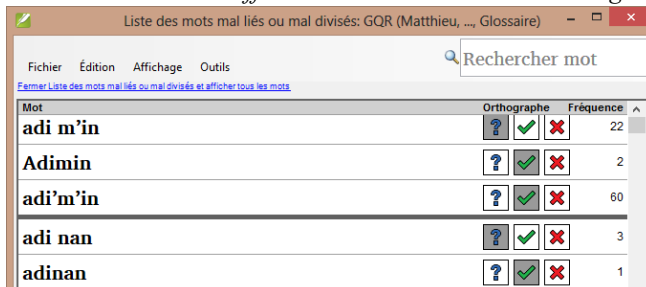 Liste des mots mal liés ou mal divisés: GQR (Matthieu, ..., Glossaire)
Rechercher mot
Fichier Édition Affichage Outils
Fermer Liste des mots mal liés ou mal divisés et afficher tous les mots.
Mot Orthographe Fréquence
adi m’in 22
Adimin 2
adi’m’in 60
adi nan 3
adinan 1